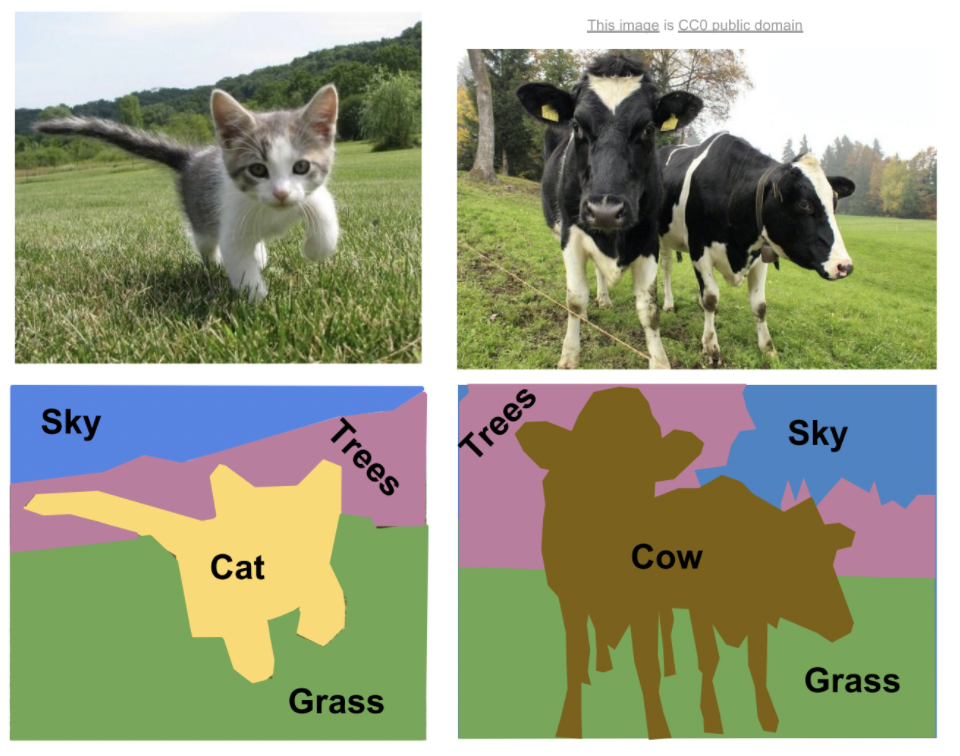 This image is CC0 public domain
Sky
Trees
Cat
Grass
Trees
Sky
Cow
Grass